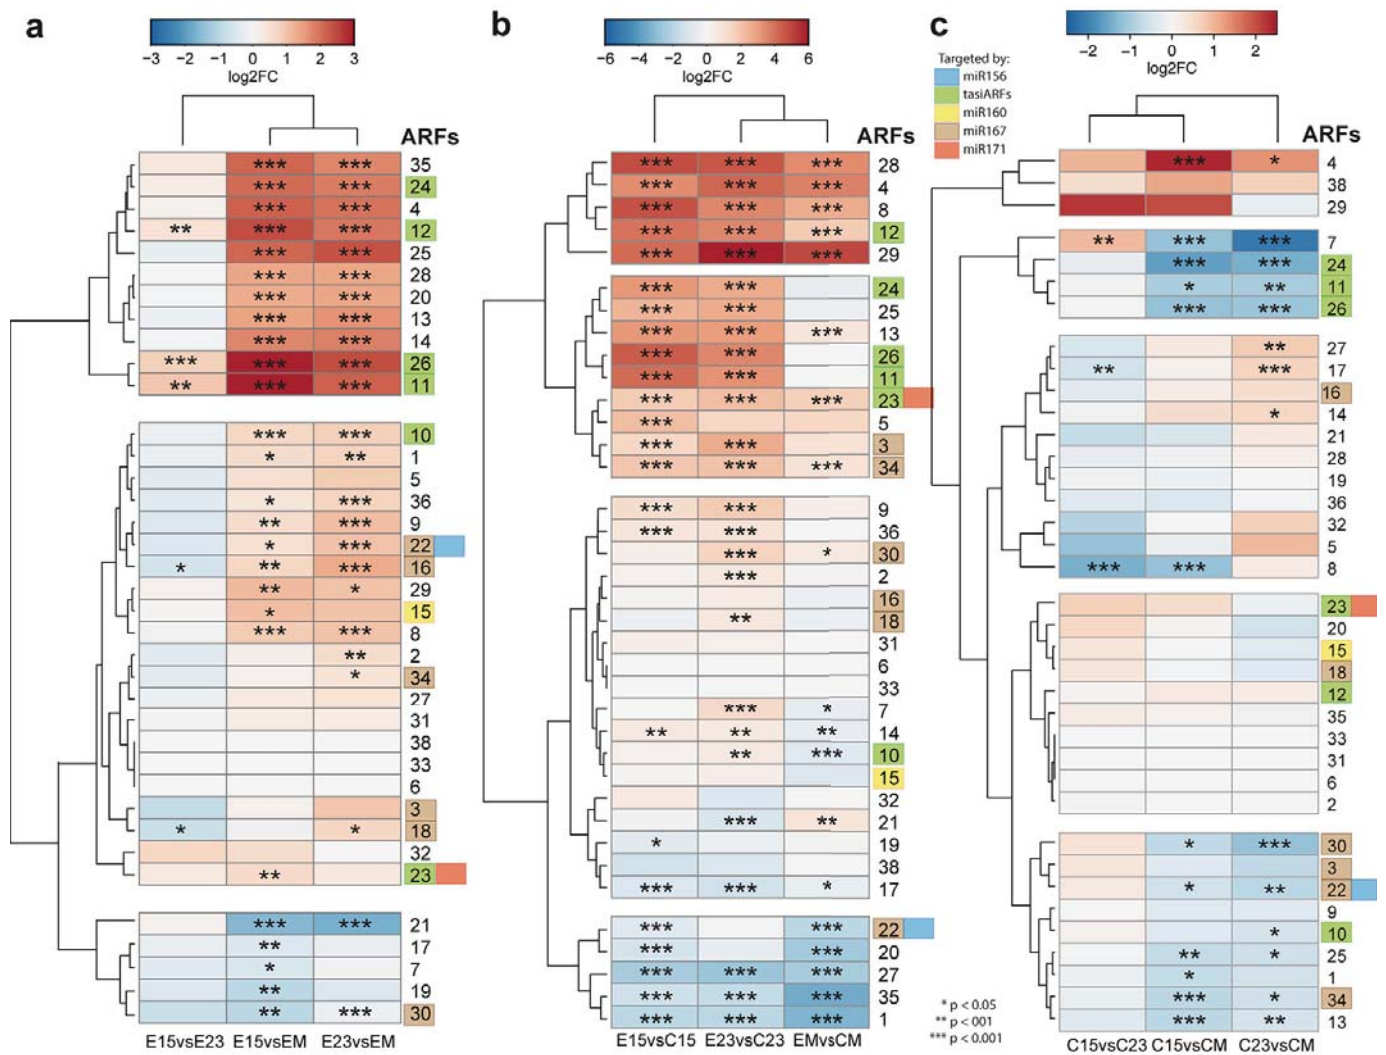 a
−3 −2 −1 0 1 2 3
log2FC
ARFs
*** *** 35
*** *** 24
*** *** 4
** *** *** 12
*** *** 25
*** *** 28
*** *** 20
*** *** 13
*** *** 14
*** *** *** 26
** *** *** 11
*** *** 10
* ** 1
5
* *** 36
** *** 9
* *** 22
* ** *** 16
** * 29
* 15
*** *** 8
** 2
* 34
27
31
38
33
6
3
* * 18
32
** 23
*** *** 21
** 17
* 7
** 19
** *** 30
E15vsE23 E15vsEM E23vsEM
b
−6 −4 −2 0 2 4 6
log2FC
ARFs
*** *** *** 28
*** *** *** 4
*** *** *** 8
*** *** *** 12
*** *** *** 29
*** *** 24
*** *** 25
*** *** *** 13
*** *** 26
*** *** 11
*** *** *** 23
*** 5
*** *** 3
*** *** *** 34
*** *** 9
*** *** 36
*** * 30
*** 2
16
** 18
31
6
33
*** * 7
** ** ** 14
** *** 10
15
32
*** ** 21
* 19
38
*** *** * 17
*** *** 22
*** *** 20
*** *** *** 27
*** *** *** 35
*** *** *** 1
E15vsC15 E23vsC23 EMvsCM
c
−2 −1 0 1 2
log2FC
Targeted by:
miR156
tasiARFs
miR160
miR167
miR171
ARFs
*** * 4
38
29
** *** *** 7
*** *** 24
* ** 11
*** *** 26
** 27
** *** 17
16
* 14
21
28
19
36
32
5
*** *** 8
23
20
15
18
12
35
33
31
6
2
* *** 30
3
* ** 22
9
* 10
** * 25
* 1
*** * 34
*** ** 13
C15vsC23 C15vsCM C23vsCM
* p < 0.05
** p < 001
*** p < 0.001